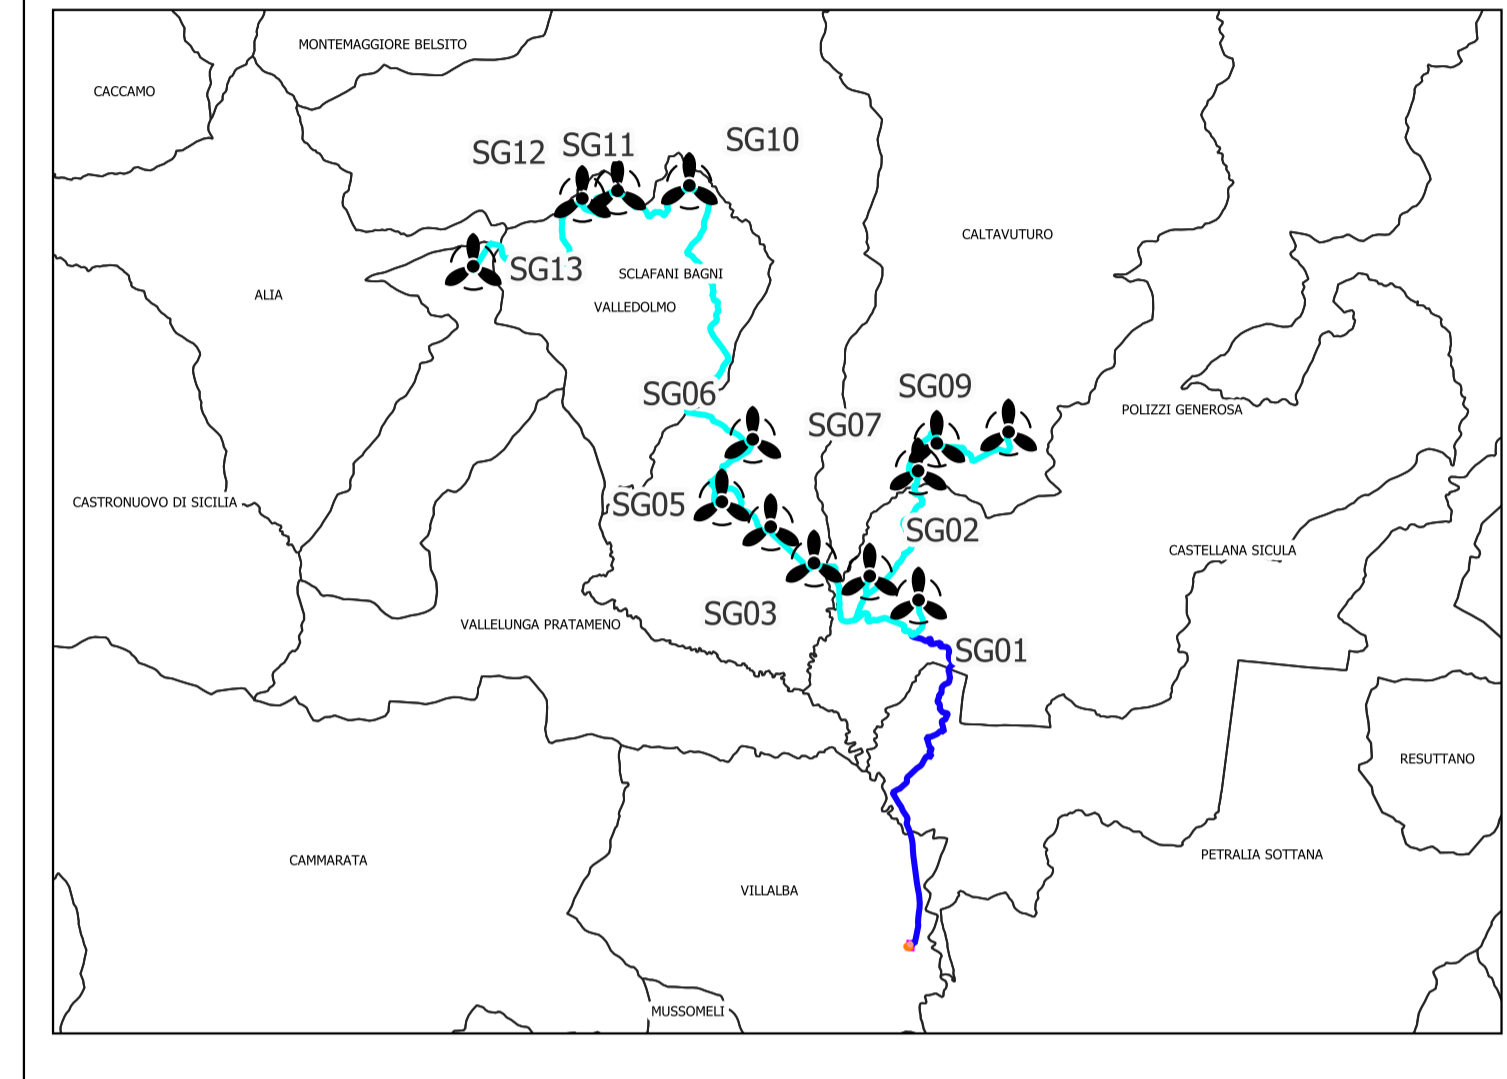 MONTEMAGGIORE BELSITO
CACCAMO
SG12
SG11
SG10
CALTAVUTURO
SG13
SCLAFANI BAGNI
ALIA
VALLEDOLMO
SG06
SG09
SG07
POLIZZI GENEROSA
CASTRONUOVO DI SICILIA
SG05
SG02
CASTELLANA SICULA
SG03
VALLELUNGA PRATAMENO
SG01
RESUTTANO
CAMMARATA
PETRALIA SOTTANA
VILLALBA
MUSSOMELI